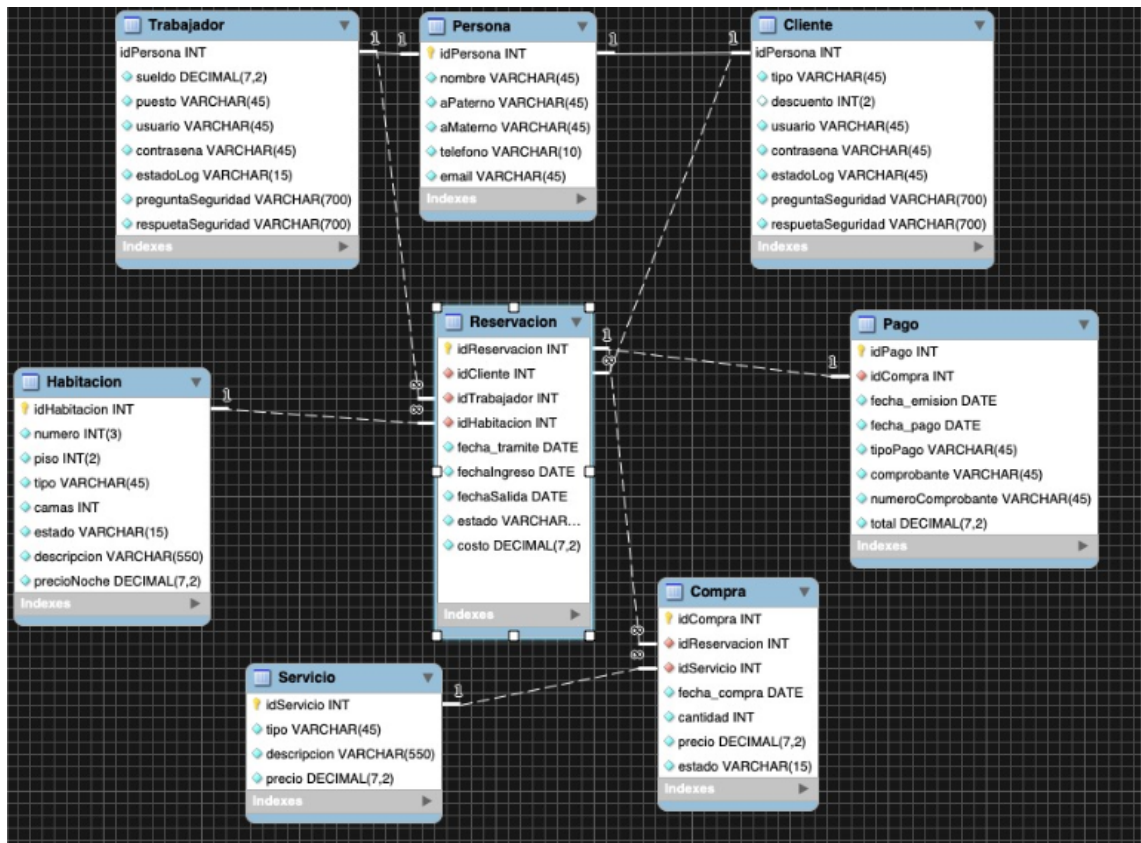 Trabajador
idPersona INT
sueldo DECIMAL(7,2)
puesto VARCHAR(45)
usuario VARCHAR(45)
contrasena VARCHAR(45)
estadoLog VARCHAR(15)
preguntaSeguridad VARCHAR(700)
respuetaSeguridad VARCHAR(700)
Indexes
1
1
Persona
idPersona INT
nombre VARCHAR(45)
aPaterno VARCHAR(45)
aMaterno VARCHAR(45)
telefono VARCHAR(10)
email VARCHAR(45)
Indexes
1
1
Cliente
idPersona INT
tipo VARCHAR(45)
descuento INT(2)
usuario VARCHAR(45)
contrasena VARCHAR(45)
estadoLog VARCHAR(45)
preguntaSeguridad VARCHAR(700)
respuetaSeguridad VARCHAR(700)
Indexes
Habitacion
idHabitacion INT
numero INT(3)
piso INT(2)
tipo VARCHAR(45)
camas INT
estado VARCHAR(15)
descripcion VARCHAR(550)
precioNoche DECIMAL(7,2)
Indexes
1
∞
∞
Reservacion
idReservacion INT
idCliente INT
idTrabajador INT
idHabitacion INT
fecha_tramite DATE
fechaIngreso DATE
fechaSalida DATE
estado VARCHAR...
costo DECIMAL(7,2)
Indexes
1
∞
1
Pago
idPago INT
idCompra INT
fecha_emision DATE
fecha_pago DATE
tipoPago VARCHAR(45)
comprobante VARCHAR(45)
numeroComprobante VARCHAR(45)
total DECIMAL(7,2)
Indexes
Servicio
idServicio INT
tipo VARCHAR(45)
descripcion VARCHAR(550)
precio DECIMAL(7,2)
Indexes
1
∞
∞
Compra
idCompra INT
idReservacion INT
idServicio INT
fecha_compra DATE
cantidad INT
precio DECIMAL(7,2)
estado VARCHAR(15)
Indexes